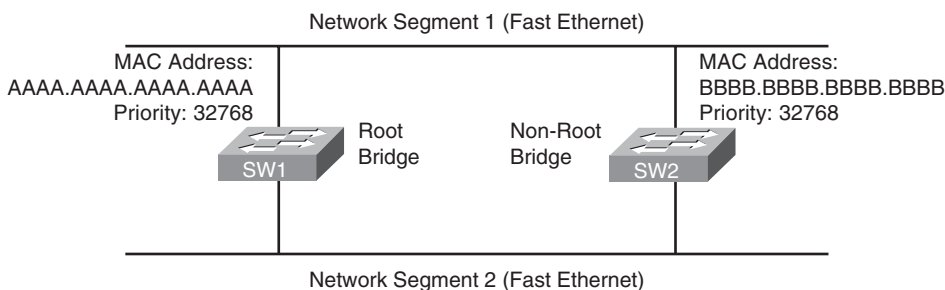 Network Segment 1 (Fast Ethernet)
MAC Address:
AAAA.AAAA.AAAA.AAAA
Priority: 32768
MAC Address:
BBBB.BBBB.BBBB.BBBB
Priority: 32768
Root
Bridge
Non-Root
Bridge
SW1
SW2
Network Segment 2 (Fast Ethernet)